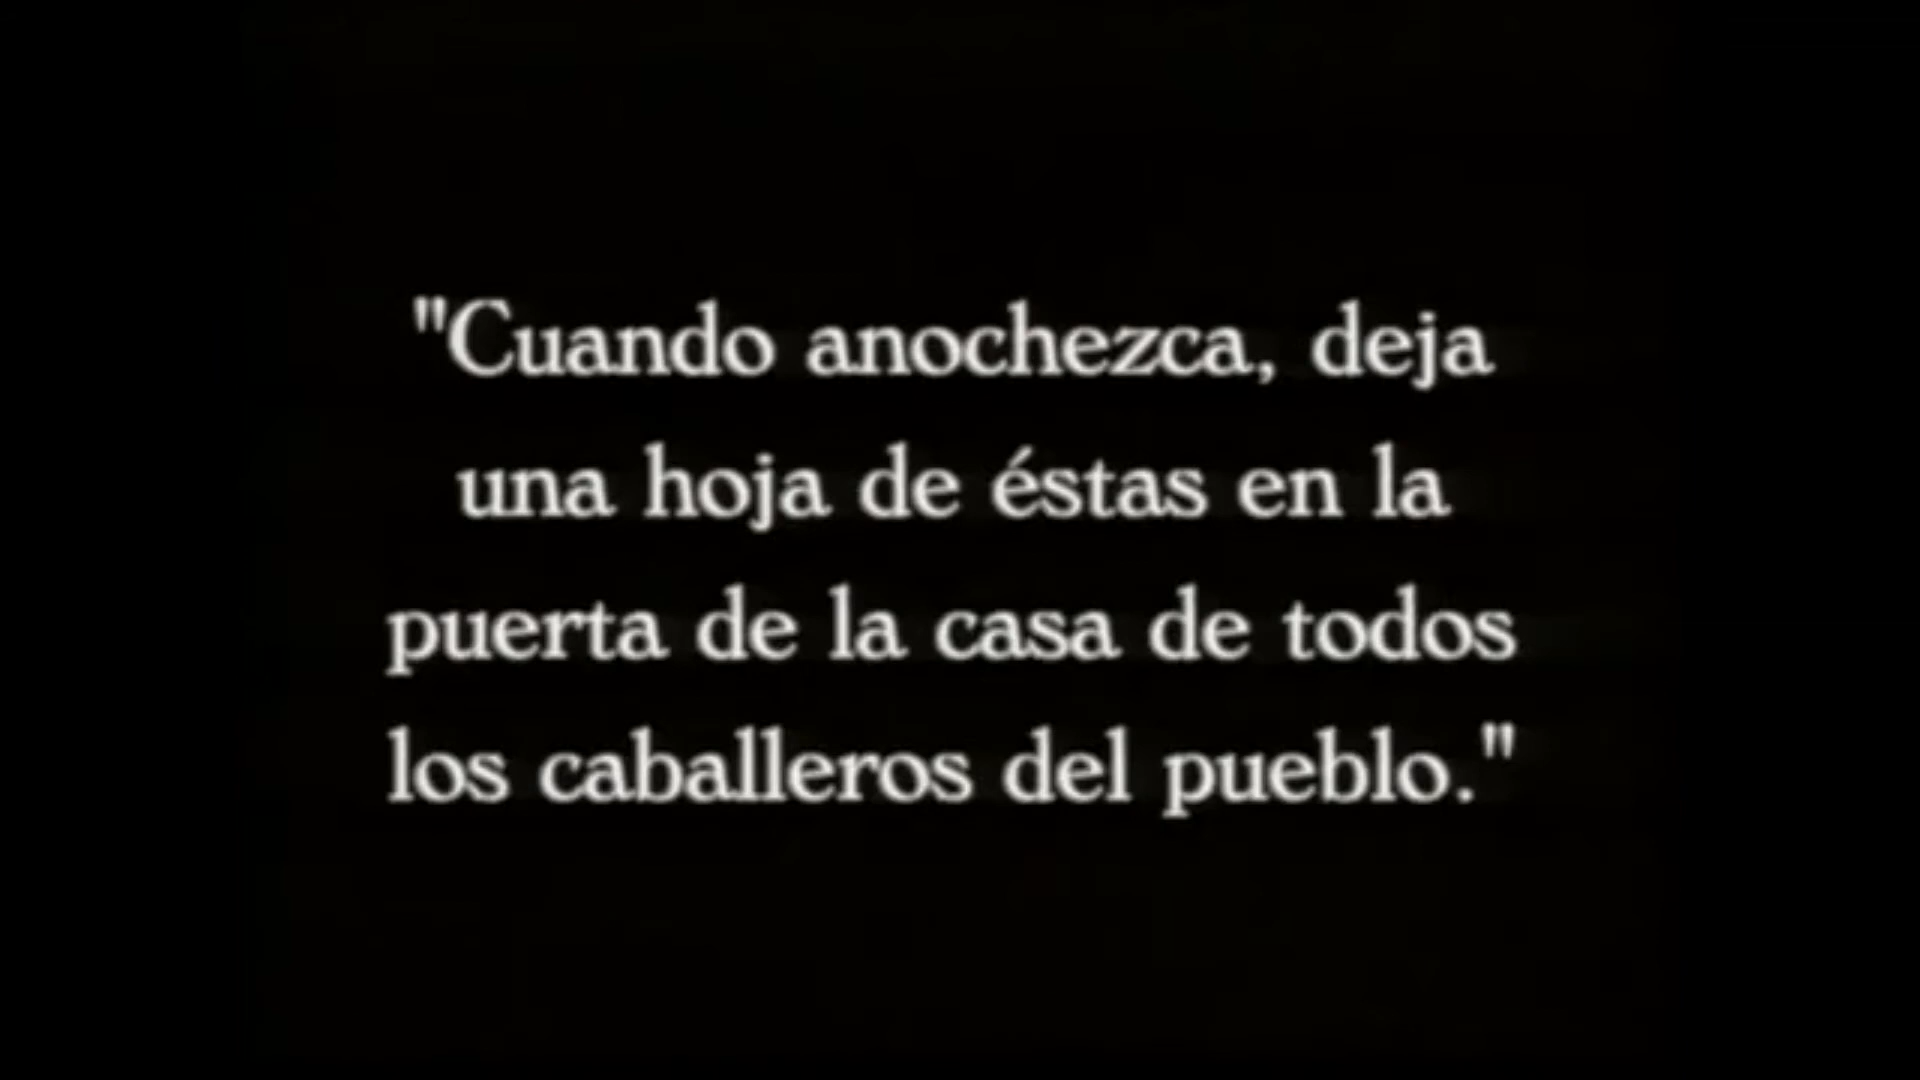 "Cuando anochezca, deja
una hoja de éstas en la
puerta de la casa de todos
los caballeros del pueblo."